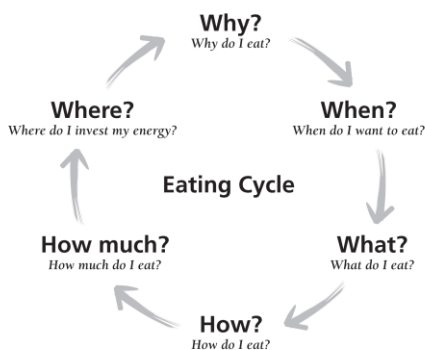 Why?
Why do I eat?
When?
When do I want to eat?
What?
What do I eat?
How?
How do I eat?
How much?
How much do I eat?
Where?
Where do I invest my energy?
Eating Cycle